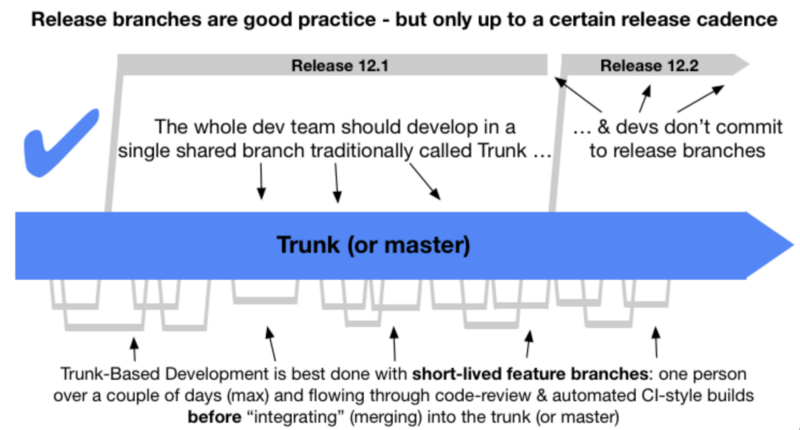 Release branches are good practice - but only up to a certain release cadence
Release 12.1
Release 12.2
The whole dev team should develop in a
single shared branch traditionally called Trunk …
… & devs don’t commit
to release branches
Trunk (or master)
Trunk-Based Development is best done with short-lived feature branches: one person
over a couple of days (max) and flowing through code-review & automated CI-style builds
before “integrating” (merging) into the trunk (or master)